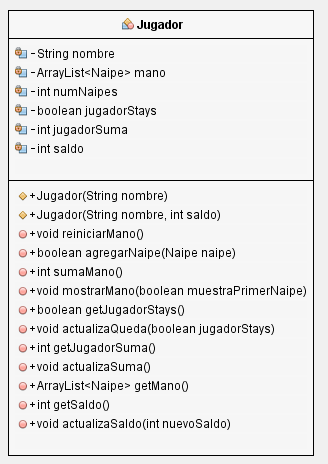 Jugador
-String nombre
-ArrayList<Naipe> mano
-int numNaipes
-boolean jugadorStays
-int jugadorSuma
-int saldo
+Jugador(String nombre)
+Jugador(String nombre, int saldo)
+void reiniciarMano()
+boolean agregarNaipe(Naipe naipe)
+int sumaMano()
+void mostrarMano(boolean muestraPrimerNaipe)
+boolean getJugadorStays()
+void actualizaQueda(boolean jugadorStays)
+int getJugadorSuma()
+void actualizaSuma()
+ArrayList<Naipe> getMano()
+int getSaldo()
+void actualizaSaldo(int nuevoSaldo)